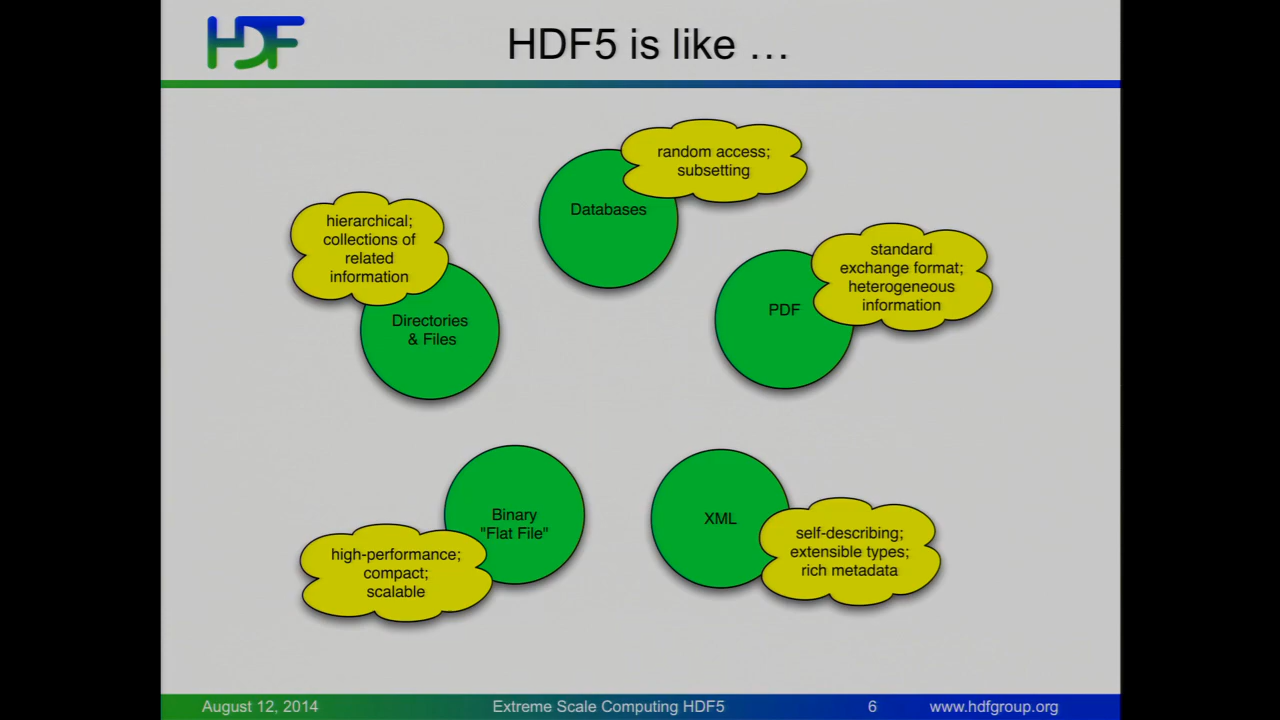 HDF
HDF5 is like …
random access;
subsetting
Databases
hierarchical;
collections of
related
information
Directories
& Files
standard
exchange format;
heterogeneous
information
PDF
Binary
"Flat File"
high-performance;
compact;
scalable
XML
self-describing;
extensible types;
rich metadata
August 12, 2014
Extreme Scale Computing HDF5
6
www.hdfgroup.org